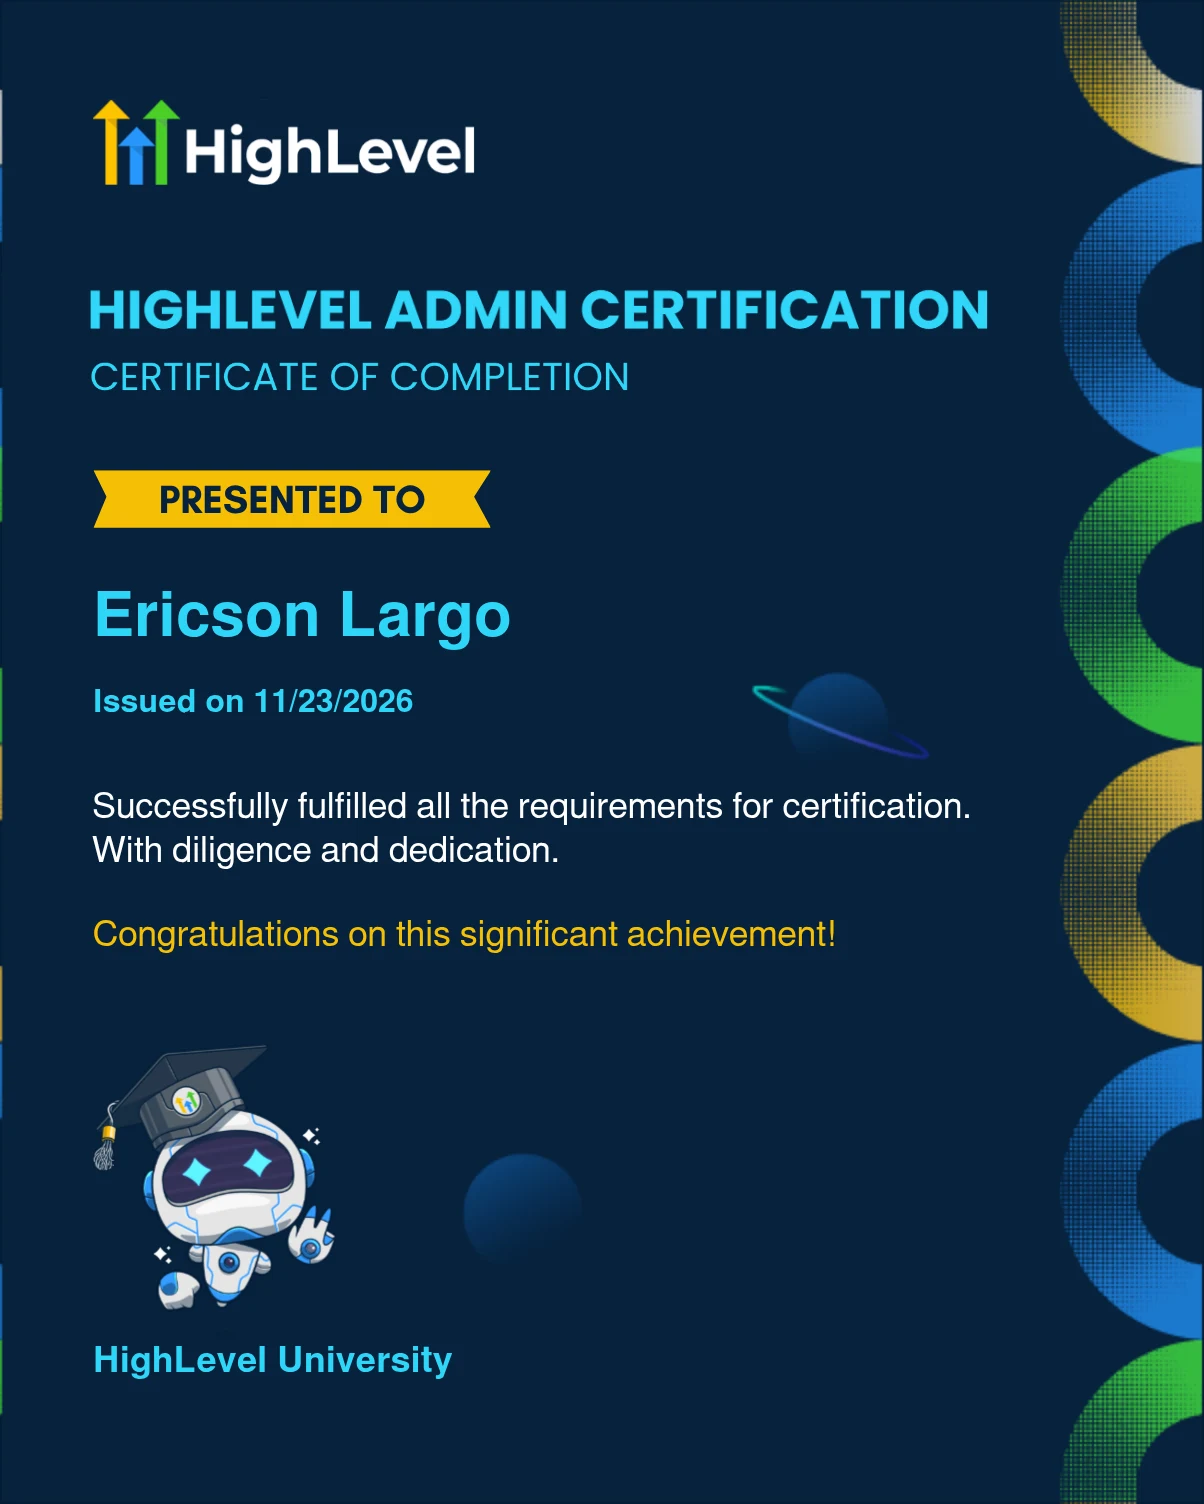 HighLevel
HIGHLEVEL ADMIN CERTIFICATION
CERTIFICATE OF COMPLETION
PRESENTED TO
Ericson Largo
Issued on 11/23/2026
Successfully fulfilled all the requirements for certification.
With diligence and dedication.
Congratulations on this significant achievement!
HighLevel University